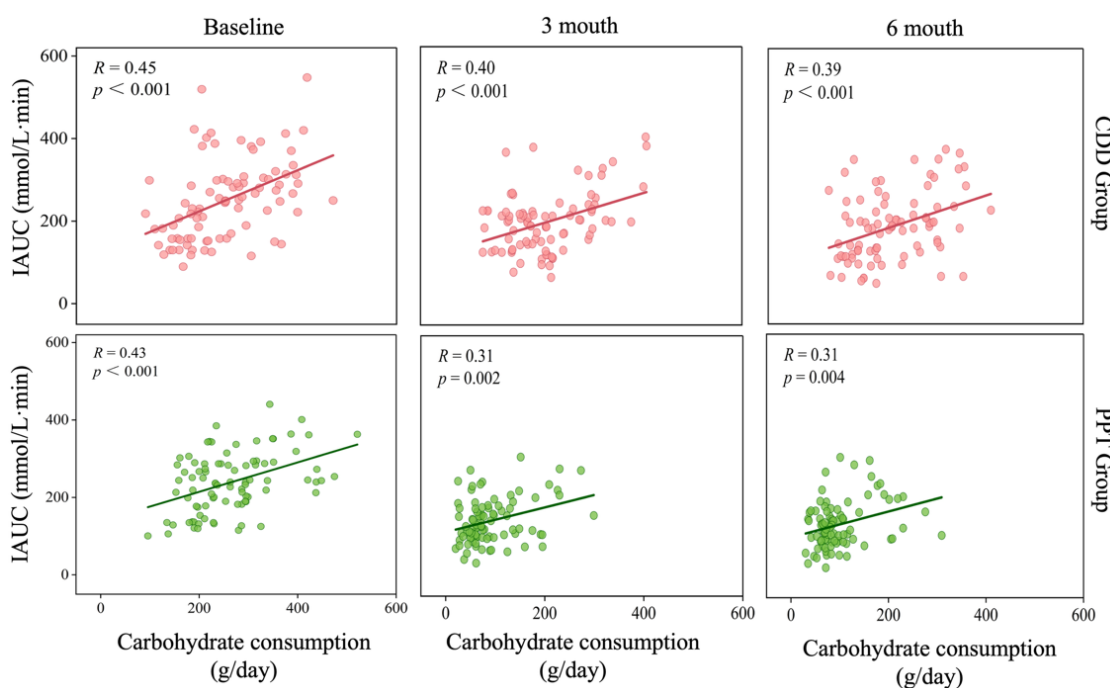 Baseline
3 mouth
6 mouth
600
400
200
0
IAUC (mmol/L·min)
R = 0.45
p < 0.001
R = 0.40
p < 0.001
R = 0.39
p < 0.001
CDD Group
600
400
200
0
IAUC (mmol/L·min)
R = 0.43
p < 0.001
R = 0.31
p = 0.002
R = 0.31
p = 0.004
PPT Group
0 200 400 600
0 200 400 600
0 200 400 600
Carbohydrate consumption
(g/day)
Carbohydrate consumption
(g/day)
Carbohydrate consumption
(g/day)